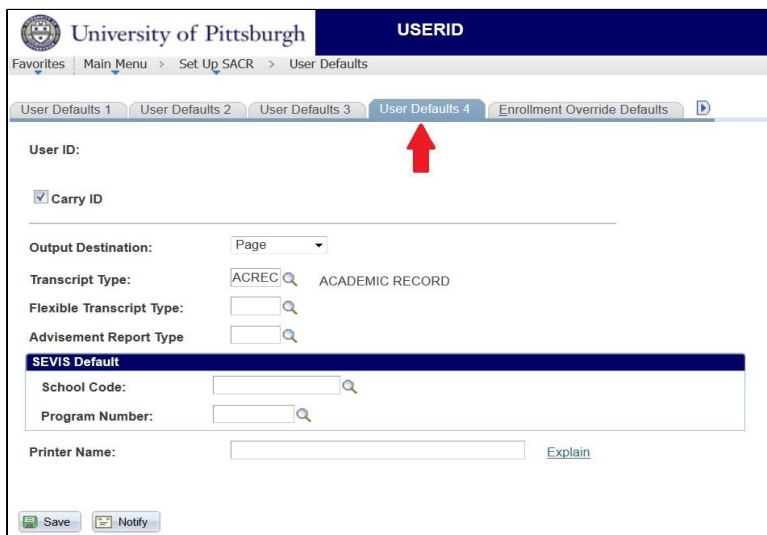 University of Pittsburgh USERID
Favorites Main Menu > Set Up SACR > User Defaults
User Defaults 1 User Defaults 2 User Defaults 3 User Defaults 4 Enrollment Override Defaults
User ID:
Carry ID
Output Destination: Page
Transcript Type: ACREC ACADEMIC RECORD
Flexible Transcript Type:
Advisement Report Type
SEVIS Default
School Code:
Program Number:
Printer Name: Explain
Save Notify